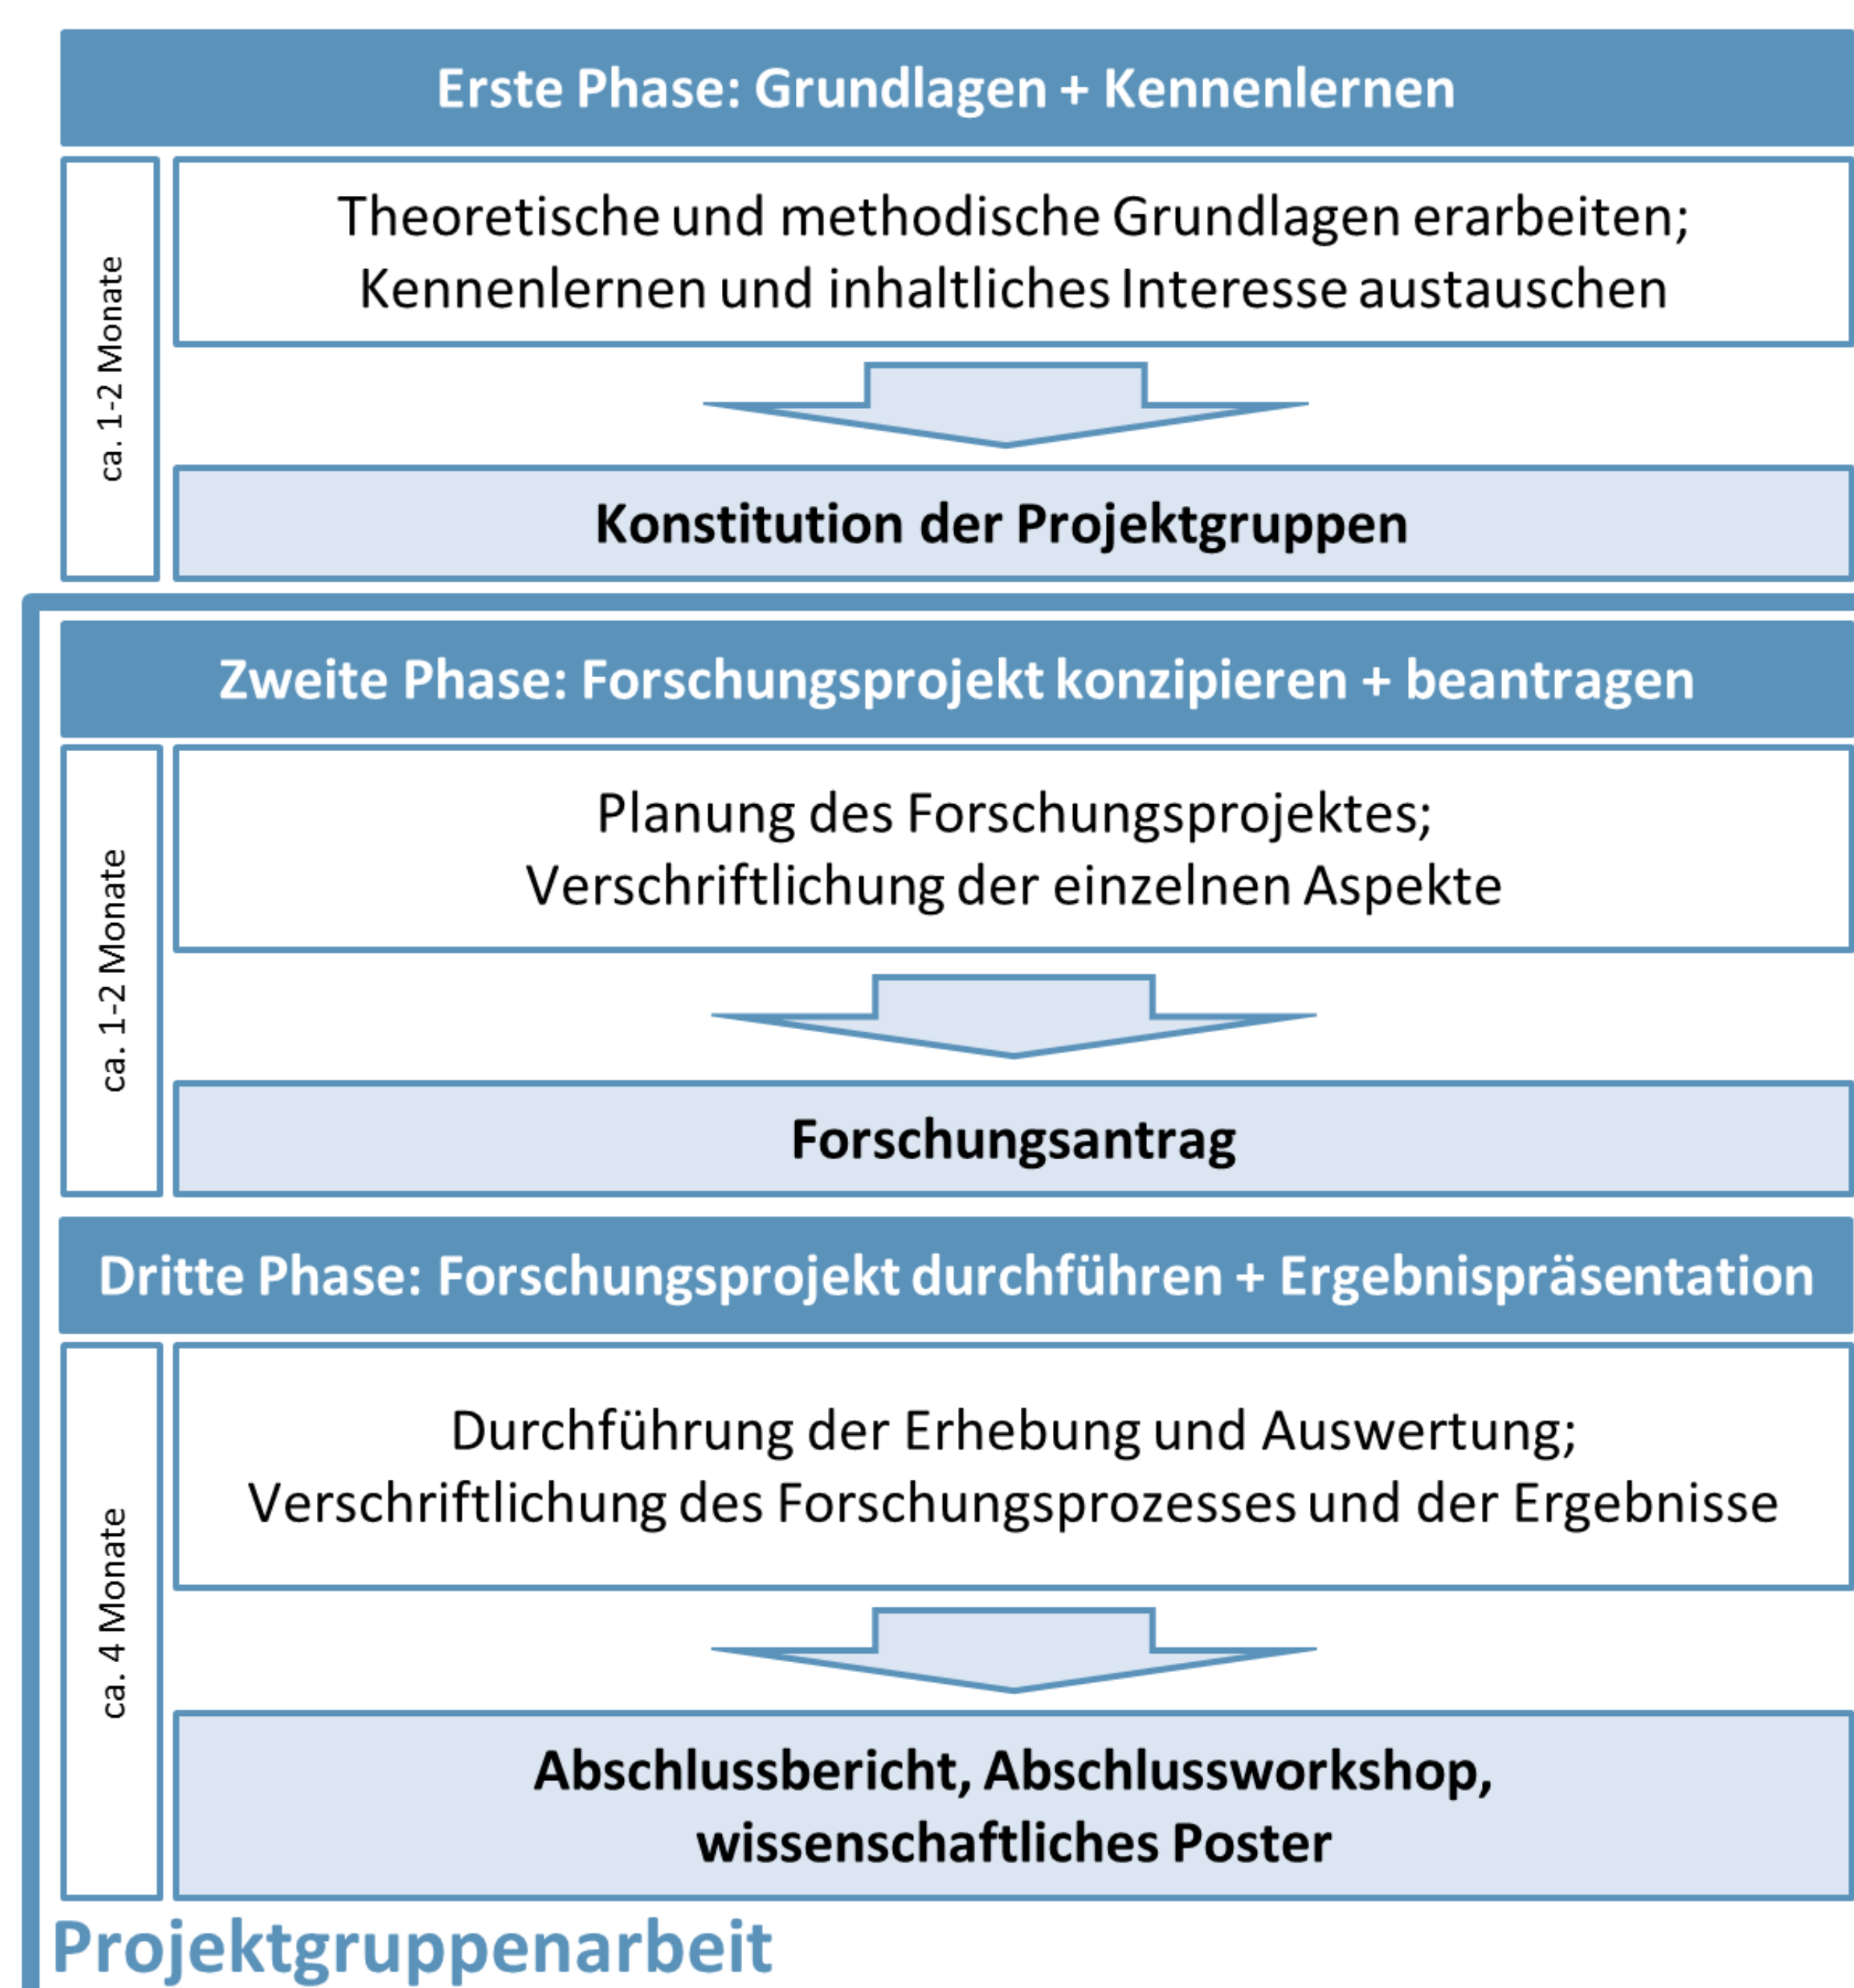 Erste Phase: Grundlagen + Kennenlernen
ca. 1-2 Monate
Theoretische und methodische Grundlagen erarbeiten;
Kennenlernen und inhaltliches Interesse austauschen
Konstitution der Projektgruppen
Zweite Phase: Forschungsprojekt konzipieren + beantragen
ca. 1-2 Monate
Planung des Forschungsprojektes;
Verschriftlichung der einzelnen Aspekte
Forschungsantrag
Dritte Phase: Forschungsprojekt durchführen + Ergebnispräsentation
ca. 4 Monate
Durchführung der Erhebung und Auswertung;
Verschriftlichung des Forschungsprozesses und der Ergebnisse
Abschlussbericht, Abschlussworkshop,
wissenschaftliches Poster
Projektgruppenarbeit